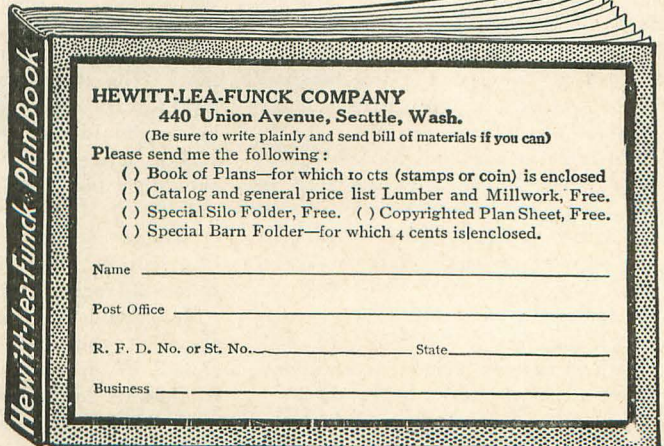 Hewitt-Lea-Funck Plan Book
HEWITT-LEA-FUNCK COMPANY
440 Union Avenue, Seattle, Wash.
(Be sure to write plainly and send bill of materials if you can)
Please send me the following:
( ) Book of Plans—for which 10 cts (stamps or coin) is enclosed
( ) Catalog and general price list Lumber and Millwork, Free.
( ) Special Silo Folder, Free. ( ) Copyrighted Plan Sheet, Free.
( ) Special Barn Folder—for which 4 cents is enclosed.
Name
Post Office
R. F. D. No. or St. No. State
Business